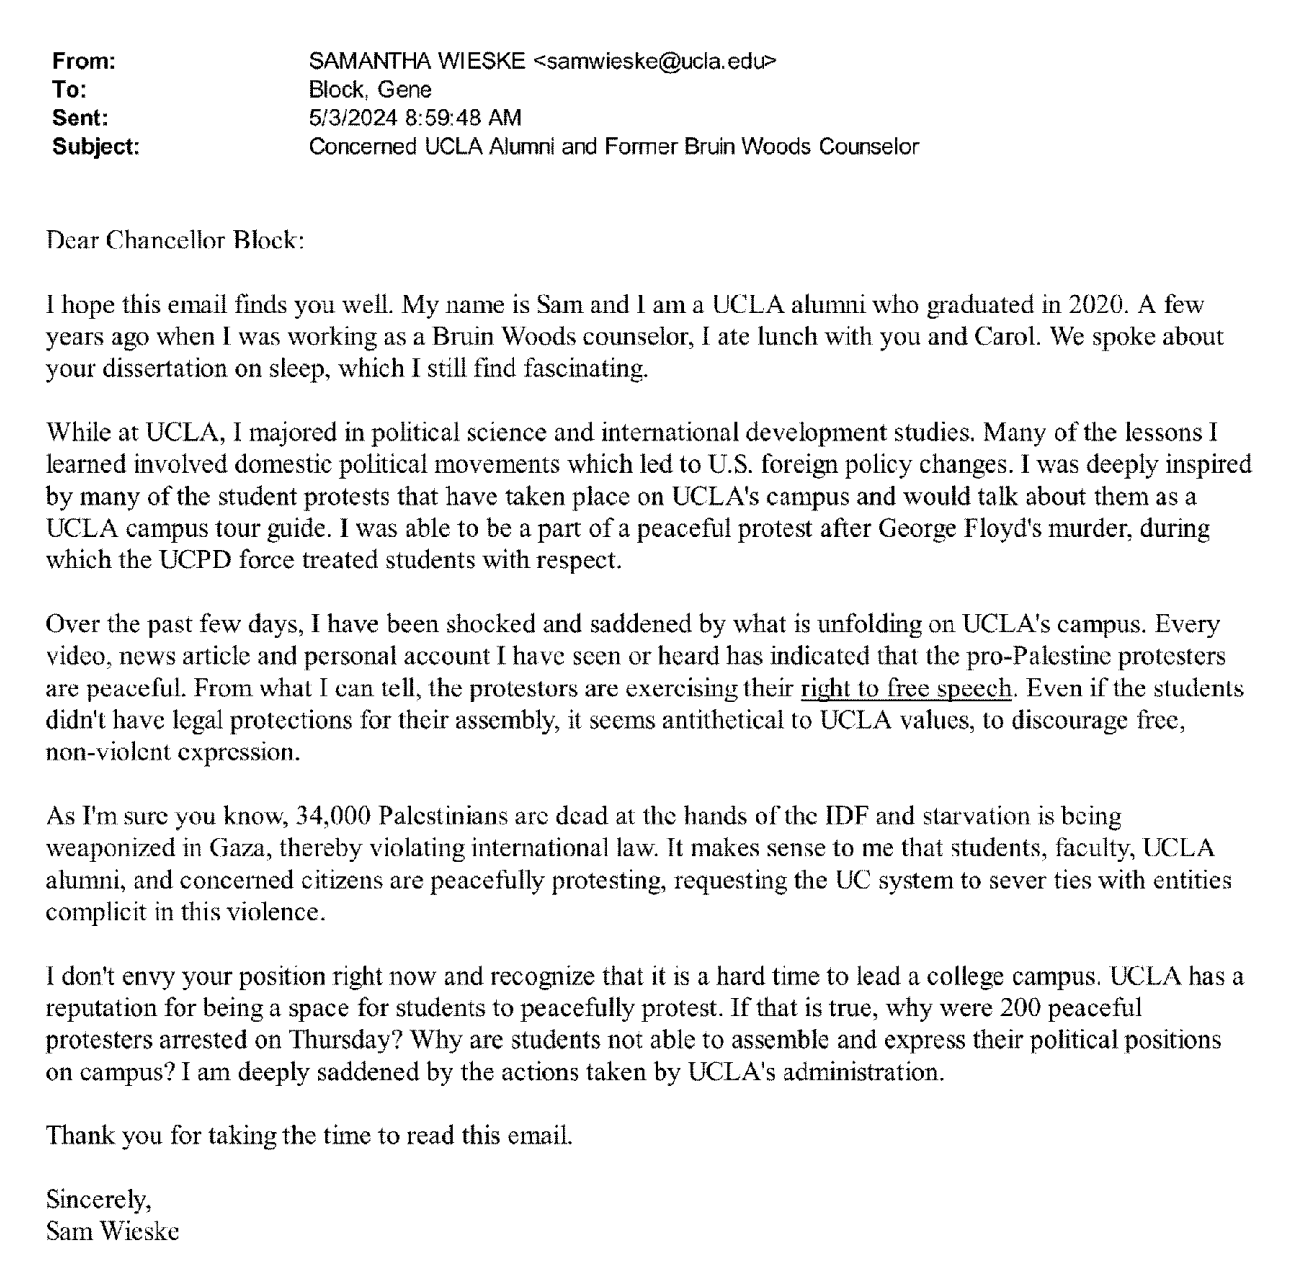 From: SAMANTHA WIESKE <samwieske@ucla.edu>
To: Block, Gene
Sent: 5/3/2024 8:59:48 AM
Subject: Concerned UCLA Alumni and Former Bruin Woods Counselor
Dear Chancellor Block:
I hope this email finds you well. My name is Sam and I am a UCLA alumni who graduated in 2020. A few
years ago when I was working as a Bruin Woods counselor, I ate lunch with you and Carol. We spoke about
your dissertation on sleep, which I still find fascinating.
While at UCLA, I majored in political science and international development studies. Many of the lessons I
learned involved domestic political movements which led to U.S. foreign policy changes. I was deeply inspired
by many of the student protests that have taken place on UCLA's campus and would talk about them as a
UCLA campus tour guide. I was able to be a part of a peaceful protest after George Floyd's murder, during
which the UCPD force treated students with respect.
Over the past few days, I have been shocked and saddened by what is unfolding on UCLA's campus. Every
video, news article and personal account I have seen or heard has indicated that the pro-Palestine protesters
are peaceful. From what I can tell, the protestors are exercising their right to free speech. Even if the students
didn't have legal protections for their assembly, it seems antithetical to UCLA values, to discourage free,
non-violent expression.
As I'm sure you know, 34,000 Palestinians are dead at the hands of the IDF and starvation is being
weaponized in Gaza, thereby violating international law. It makes sense to me that students, faculty, UCLA
alumni, and concerned citizens are peacefully protesting, requesting the UC system to sever ties with entities
complicit in this violence.
I don't envy your position right now and recognize that it is a hard time to lead a college campus. UCLA has a
reputation for being a space for students to peacefully protest. If that is true, why were 200 peaceful
protesters arrested on Thursday? Why are students not able to assemble and express their political positions
on campus? I am deeply saddened by the actions taken by UCLA's administration.
Thank you for taking the time to read this email.
Sincerely,
Sam Wieske